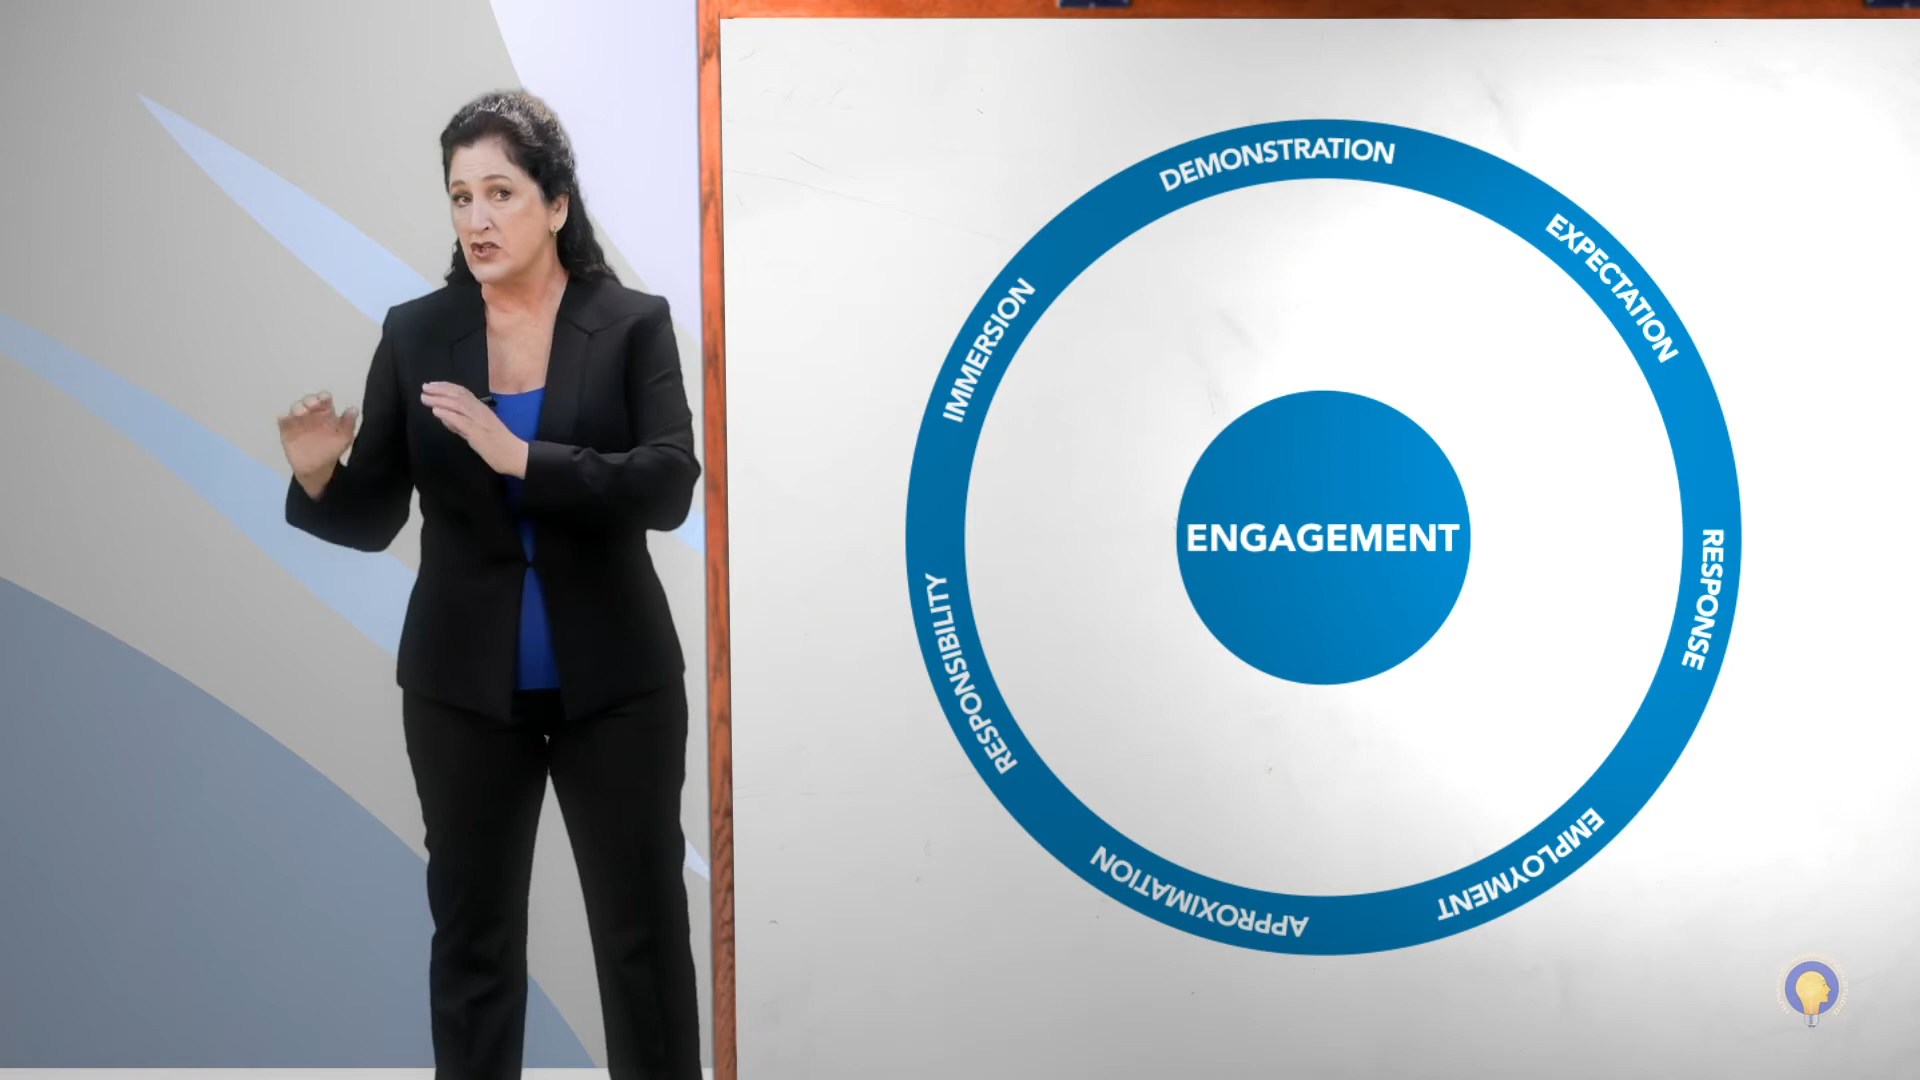 DEMONSTRATION
EXPECTATION
RESPONSE
EMPLOYMENT
APPROXIMATION
RESPONSIBILITY
IMMERSION
ENGAGEMENT